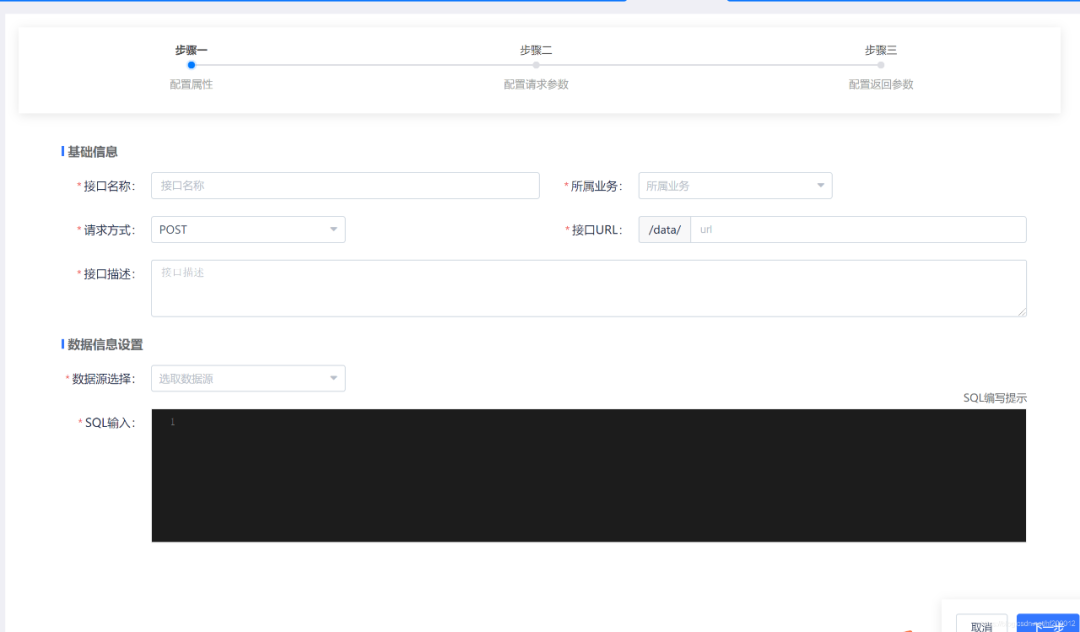 步骤一 步骤二 步骤三
配置属性 配置请求参数 配置返回参数
基础信息
*接口名称： 接口名称 *所属业务： 所属业务
*请求方式： POST *接口URL： /data/ url
*接口描述： 接口描述
数据信息设置
*数据源选择： 选取数据源
SQL编写提示
*SQL输入： 1
取消 下一步